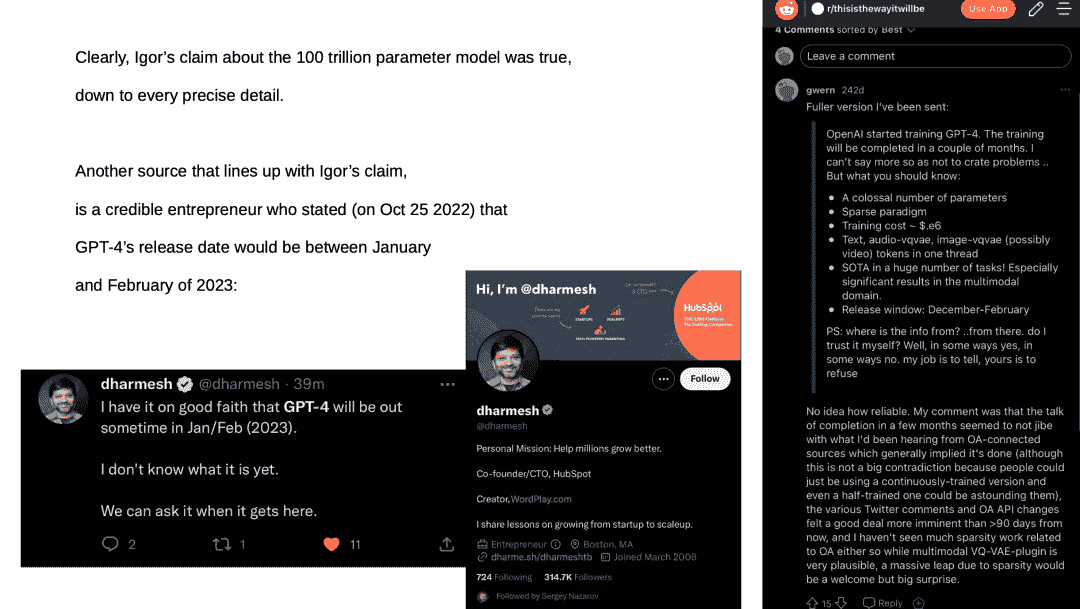 Clearly, Igor's claim about the 100 trillion parameter model was true,
down to every precise detail.
Another source that lines up with Igor's claim,
is a credible entrepreneur who stated (on Oct 25 2022) that
GPT-4's release date would be between January
and February of 2023:
dharmesh @dharmesh · 39m
I have it on good faith that GPT-4 will be out
sometime in Jan/Feb (2023).
I don't know what it is yet.
We can ask it when it gets here.
2 1 11
Hi, I'm @dharmesh
HubSpot
STARTUPS
TECH POWERED PARENTING
Follow
dharmesh
@dharmesh
Personal Mission: Help millions grow better.
Co-founder/CTO, HubSpot
Creator,WordPlay.com
I share lessons on growing from startup to scaleup.
Entrepreneur Boston, MA
dharme.sh/dharmeshtb Joined March 2008
724 Following 314.7K Followers
Followed by Sergey Nazarov
r/thisisthewayitwillbe
Use App
4 Comments sorted by Best
Leave a comment
gwern 242d
Fuller version I've been sent:
OpenAI started training GPT-4. The training
will be completed in a couple of months. I
can't say more so as not to crate problems ..
But what you should know:
● A colossal number of parameters
● Sparse paradigm
● Training cost ~ $.e6
● Text, audio-vqvae, image-vqvae (possibly
video) tokens in one thread
● SOTA in a huge number of tasks! Especially
significant results in the multimodal
domain.
● Release window: December-February
PS: where is the info from? ..from there. do I
trust it myself? Well, in some ways yes, in
some ways no. my job is to tell, yours is to
refuse
No idea how reliable. My comment was that the talk
of completion in a few months seemed to not jibe
with what I'd been hearing from OA-connected
sources which generally implied it's done (although
this is not a big contradiction because people could
just be using a continuously-trained version and
even a half-trained one could be astounding them),
the various Twitter comments and OA API changes
felt a good deal more imminent than >90 days from
now, and I haven't seen much sparsity work related
to OA either so while multimodal VQ-VAE-plugin is
very plausible, a massive leap due to sparsity would
be a welcome but big surprise.
15 Reply